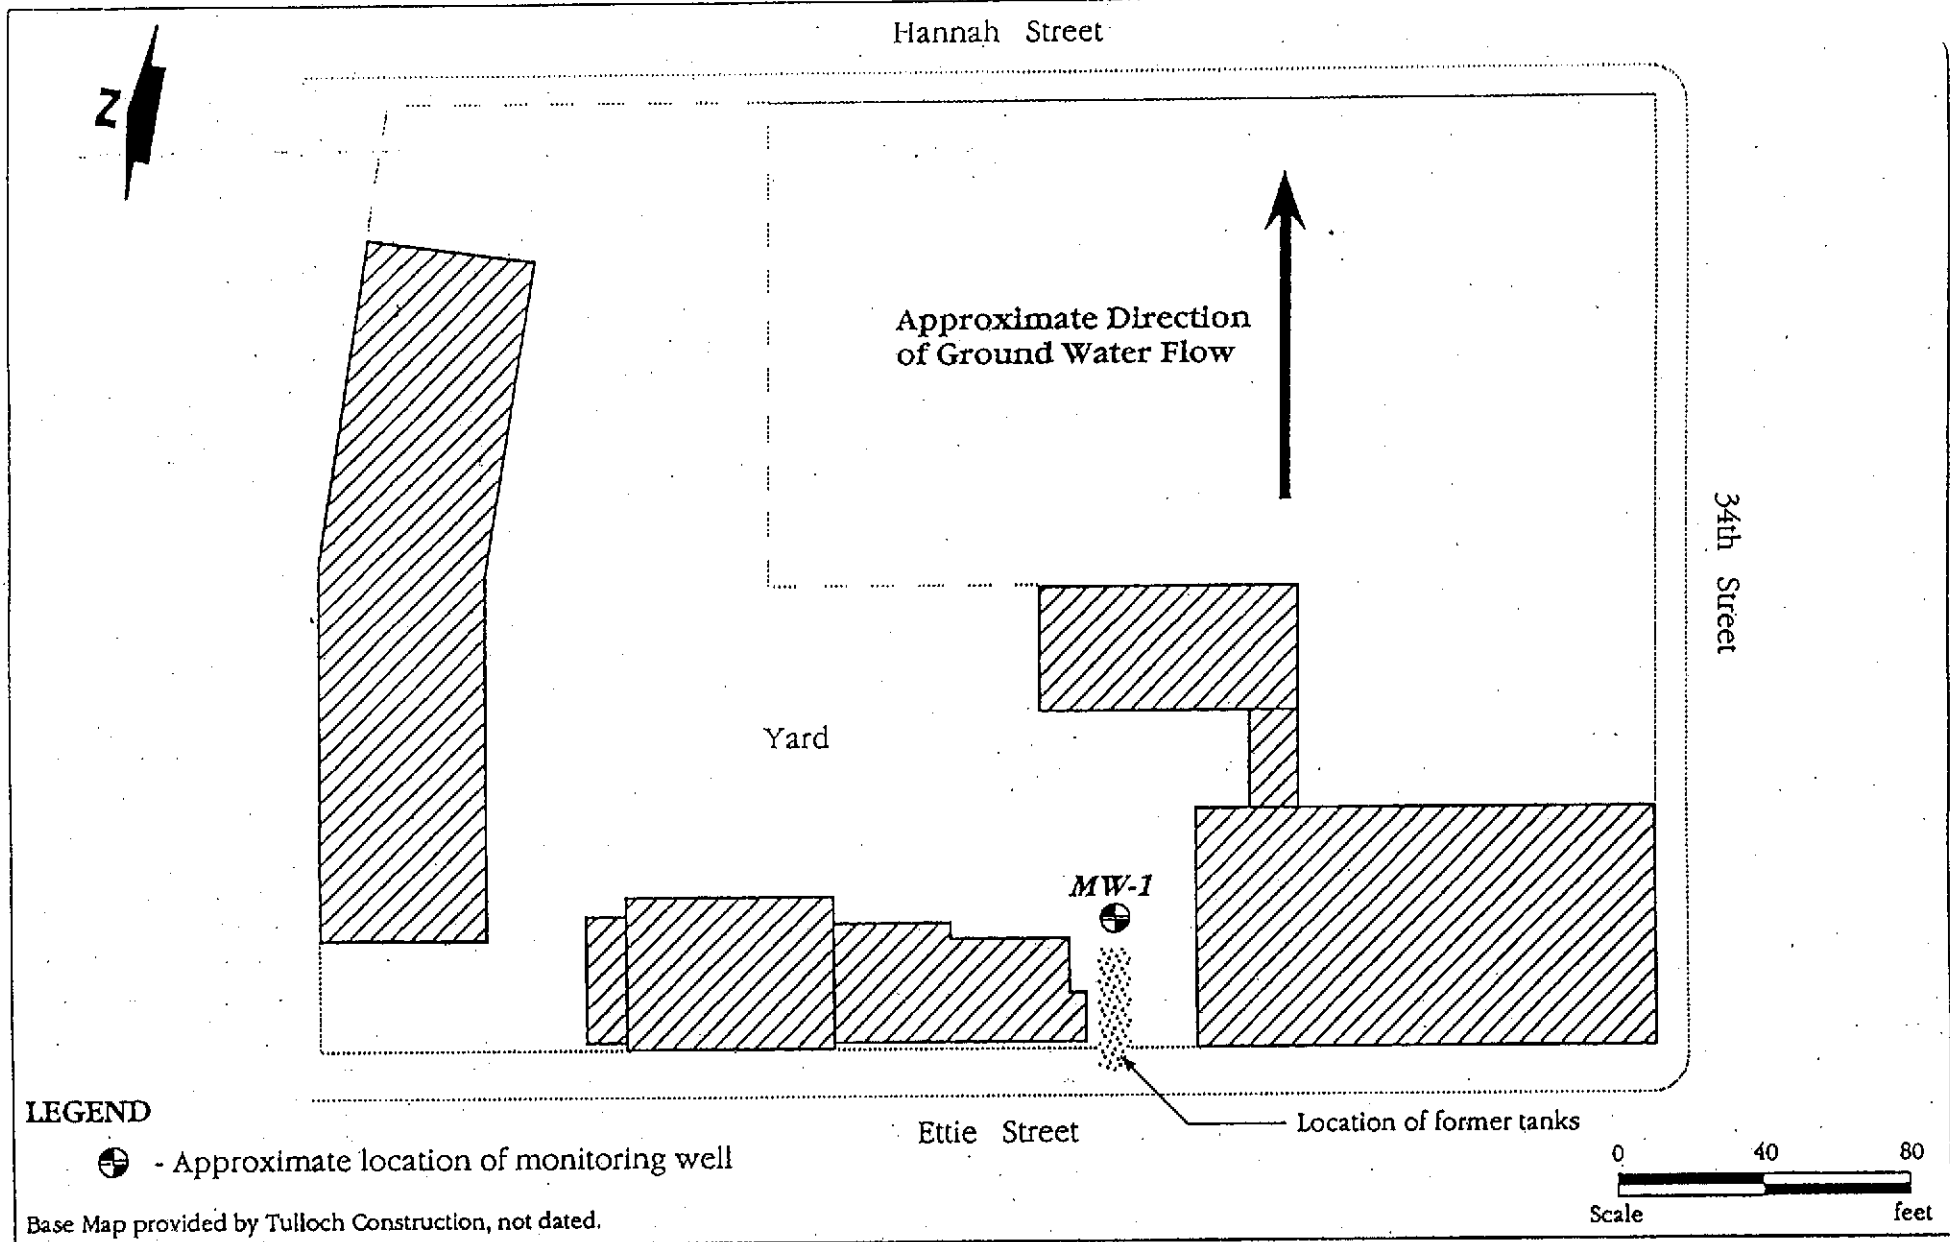 Hannah Street
N
Approximate Direction
of Ground Water Flow
34th Street
Yard
MW-1
LEGEND
- Approximate location of monitoring well
Ettie Street
Location of former tanks
0 40 80
Scale feet
Base Map provided by Tulloch Construction, not dated.